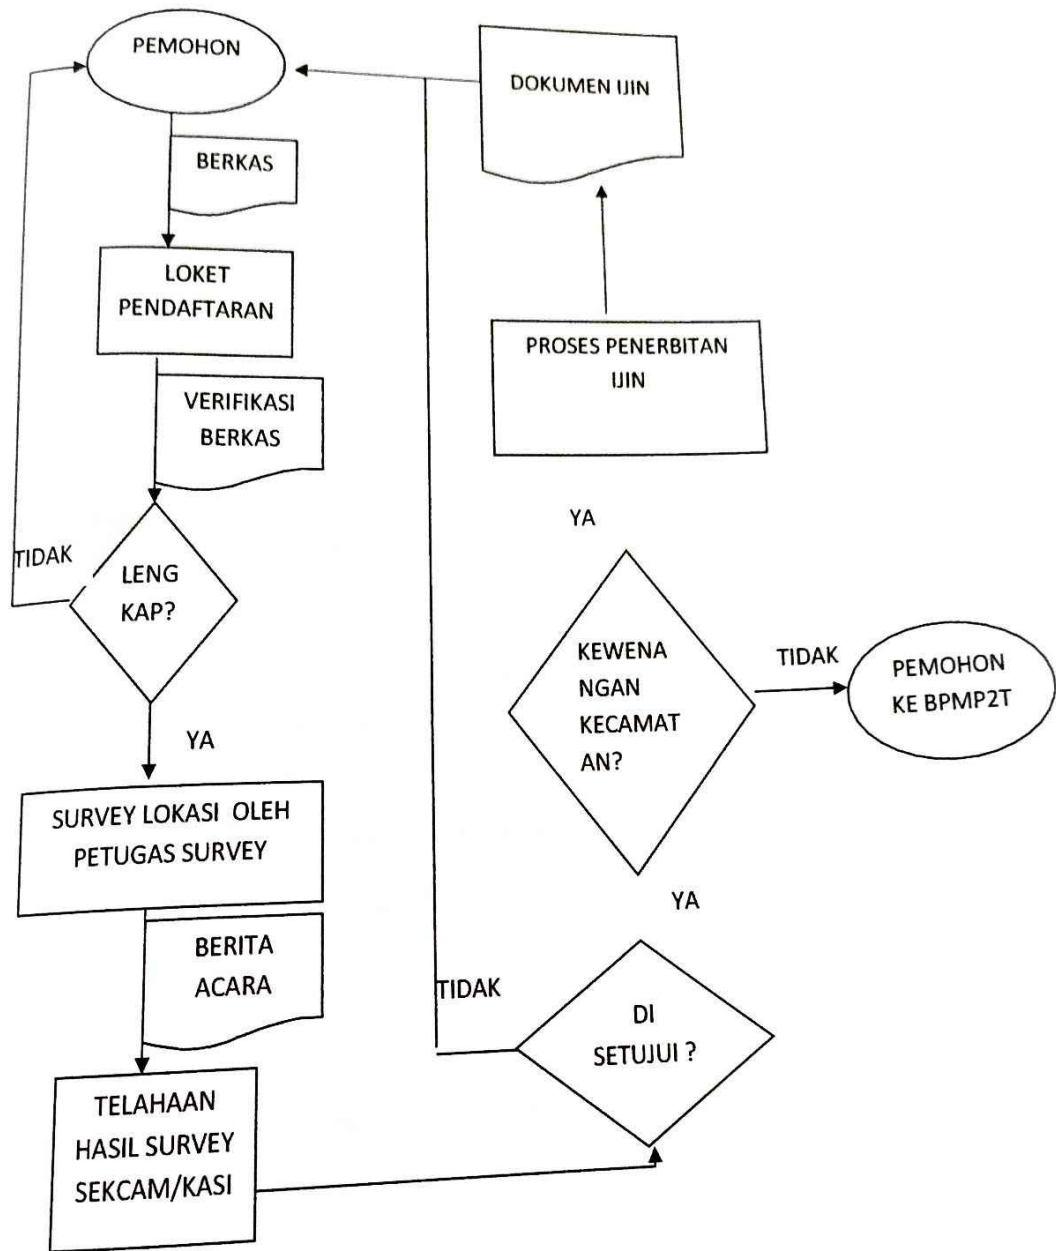 PEMOHON
BERKAS
LOKET
PENDAFTARAN
VERIFIKASI
BERKAS
TIDAK
LENG
KAP?
YA
SURVEY LOKASI OLEH
PETUGAS SURVEY
BERITA
ACARA
TELAHAAN
HASIL SURVEY
SEKCAM/KASI
DI
SETUJUI ?
TIDAK
YA
KEWENA
NGAN
KECAMAT
AN?
TIDAK
PEMOHON
KE BPMP2T
YA
PROSES PENERBITAN
IJIN
DOKUMEN IJIN